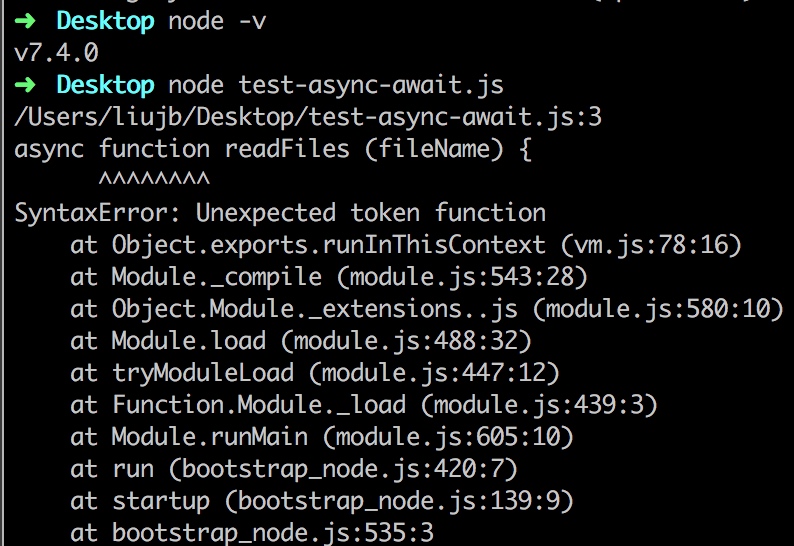 ➜ Desktop node -v
v7.4.0
➜ Desktop node test-async-await.js
/Users/liujb/Desktop/test-async-await.js:3
async function readFiles (fileName) {
      ^^^^^^^^
SyntaxError: Unexpected token function
    at Object.exports.runInThisContext (vm.js:78:16)
    at Module._compile (module.js:543:28)
    at Object.Module._extensions..js (module.js:580:10)
    at Module.load (module.js:488:32)
    at tryModuleLoad (module.js:447:12)
    at Function.Module._load (module.js:439:3)
    at Module.runMain (module.js:605:10)
    at run (bootstrap_node.js:420:7)
    at startup (bootstrap_node.js:139:9)
    at bootstrap_node.js:535:3